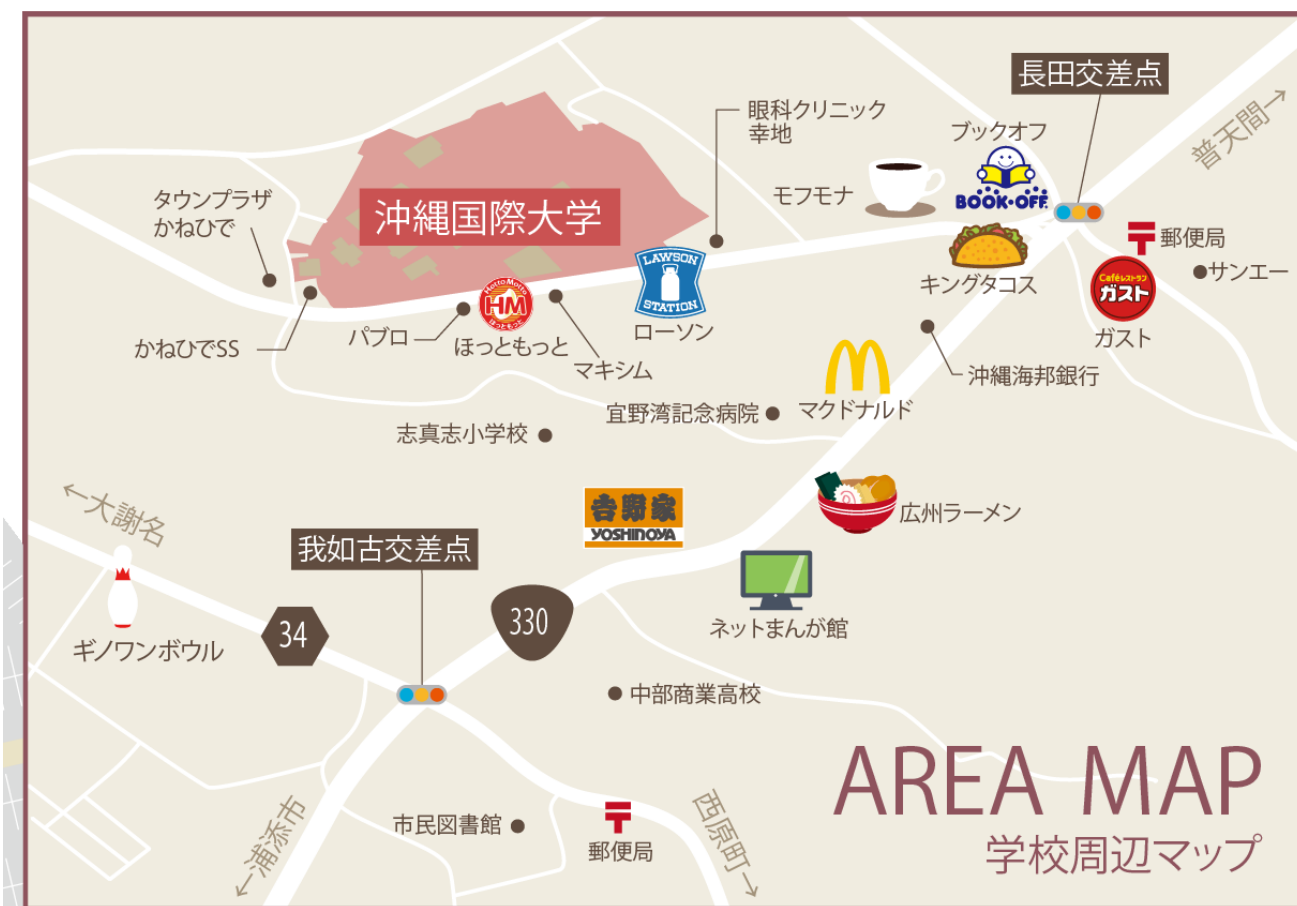 長田交差点
普天間→
眼科クリニック
幸地
ブックオフ
BOOK・OFF
モフモナ
タウンプラザ
かねひで
沖縄国際大学
郵便局
サンエー
LAWSON
STATION
ローソン
キングタコス
Caféレストラン
ガスト
ガスト
かねひでSS
パブロ
Hotto Motto
HM
ほっともっと
ほっともっと
マキシム
沖縄海邦銀行
マクドナルド
宜野湾記念病院
志真志小学校
←大謝名
吉野家
YOSHINOYA
広州ラーメン
我如古交差点
330
34
ギノワンボウル
ネットまんが館
中部商業高校
市民図書館
郵便局
←浦添市
西原町→
AREA MAP
学校周辺マップ